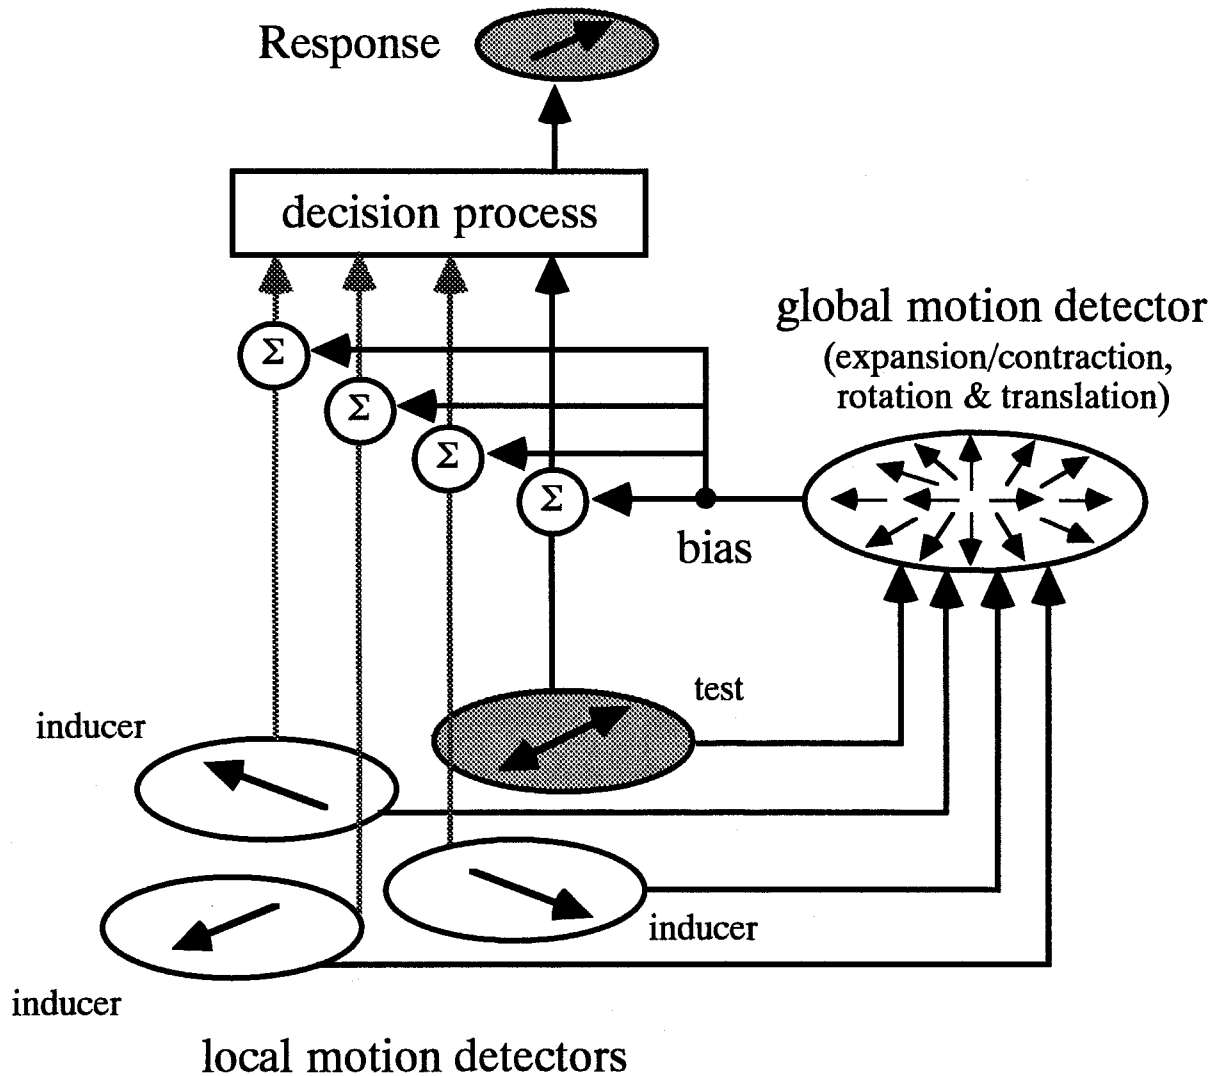 Response
decision process
global motion detector
(expansion/contraction,
rotation & translation)
Σ
Σ
Σ
Σ
bias
test
inducer
inducer
inducer
local motion detectors